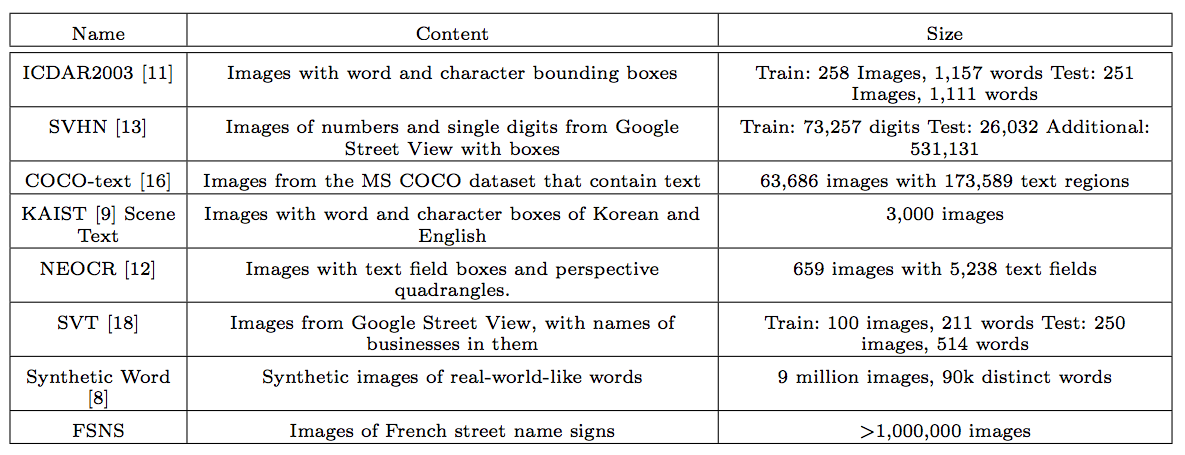 Name Content Size
ICDAR2003 [11] Images with word and character bounding boxes Train: 258 Images, 1,157 words Test: 251
Images, 1,111 words
SVHN [13] Images of numbers and single digits from Google Train: 73,257 digits Test: 26,032 Additional:
Street View with boxes 531,131
COCO-text [16] Images from the MS COCO dataset that contain text 63,686 images with 173,589 text regions
KAIST [9] Scene Images with word and character boxes of Korean and 3,000 images
Text English
NEOCR [12] Images with text field boxes and perspective 659 images with 5,238 text fields
quadrangles.
SVT [18] Images from Google Street View, with names of Train: 100 images, 211 words Test: 250
businesses in them images, 514 words
Synthetic Word Synthetic images of real-world-like words 9 million images, 90k distinct words
[8]
FSNS Images of French street name signs >1,000,000 images